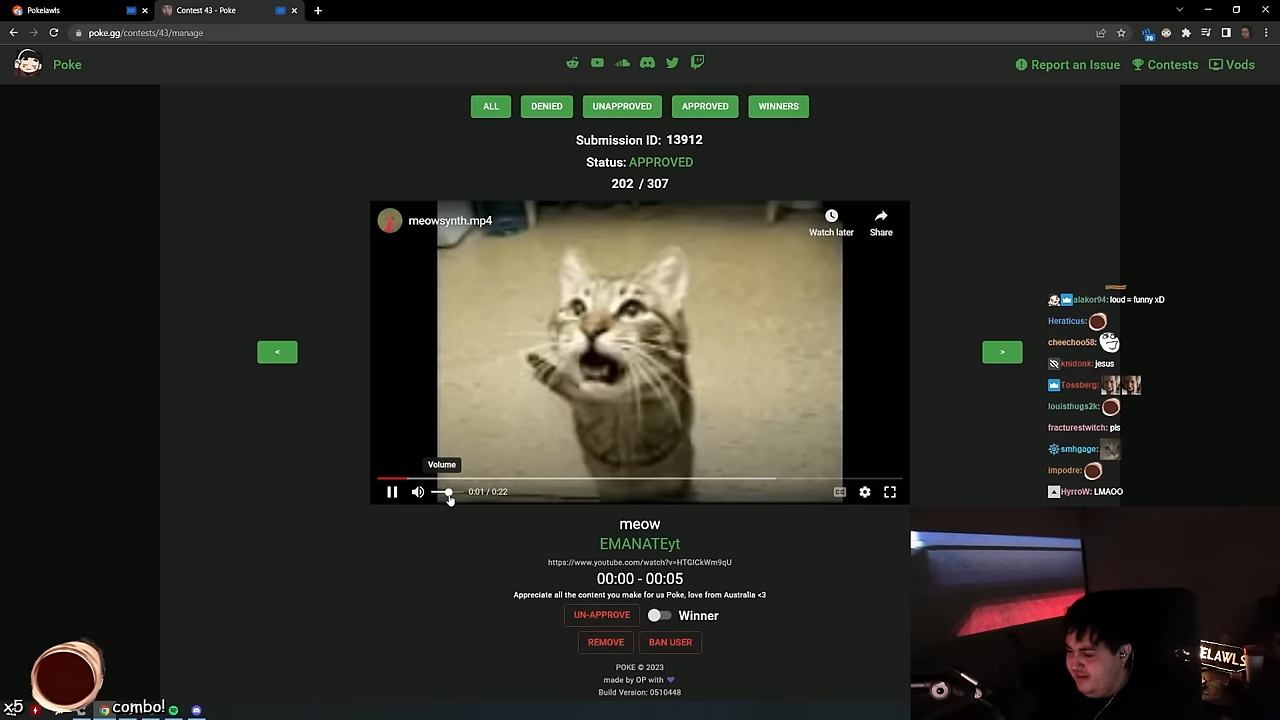 Pokelawls
Contest 43 - Poke
poke.gg/contests/43/manage
70
Poke
Report an Issue
Contests
Vods
ALL
DENIED
UNAPPROVED
APPROVED
WINNERS
Submission ID: 13912
Status: APPROVED
202 / 307
meowsynth.mp4
Watch later
Share
<
>
alakor94: loud = funny xD
Heraticus:
cheechoo58:
knidonk: jesus
Tossberg:
louisthugs2k:
fracturestwitch: pls
smhgage:
impodre:
HyrroW: LMAOO
Volume
0:01 / 0:22
meow
EMANATEyt
https://www.youtube.com/watch?v=HTGICkWm9qU
00:00 - 00:05
Appreciate all the content you make for us Poke, love from Australia <3
UN-APPROVE
Winner
REMOVE
BAN USER
POKE © 2023
made by OP with
Build Version: 0510448
KELAWLS
x5
combo!